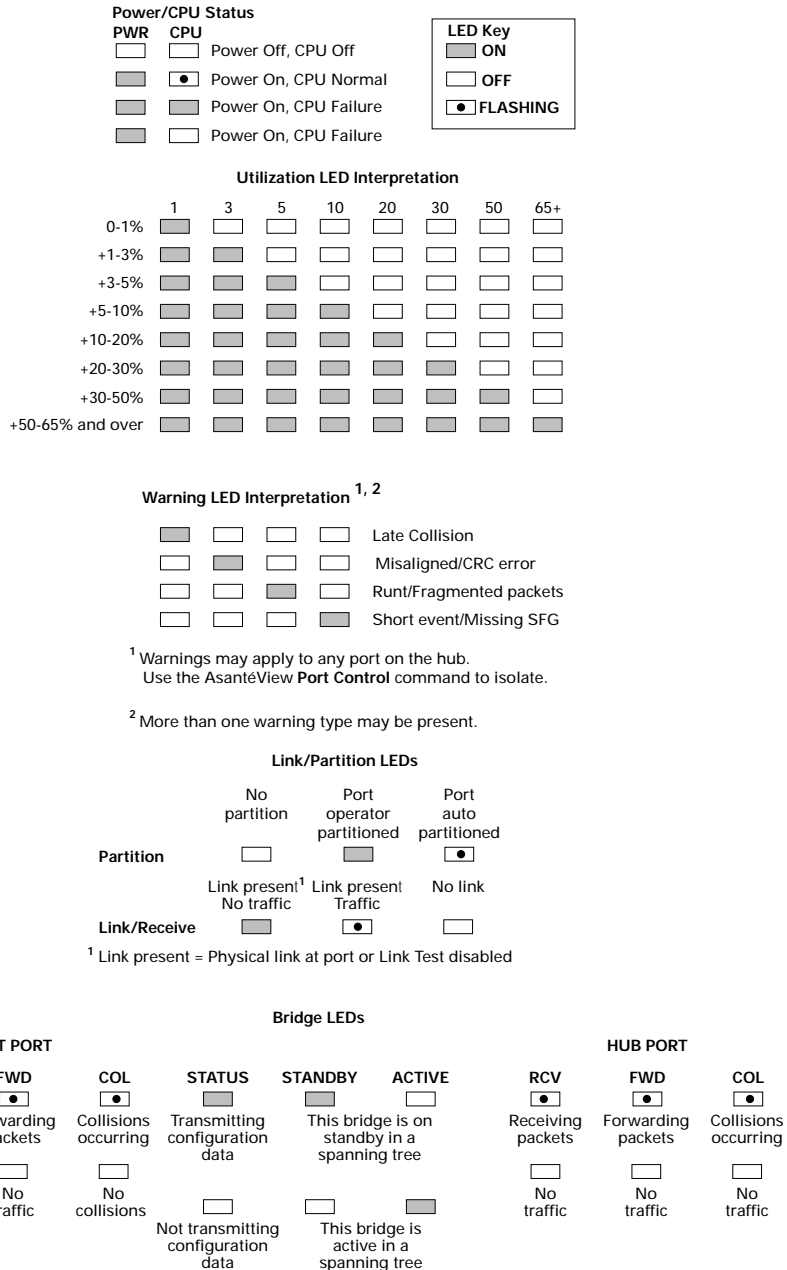 Power/CPU Status
PWR CPU
Power Off, CPU Off
Power On, CPU Normal
Power On, CPU Failure
Power On, CPU Failure
LED Key
ON
OFF
FLASHING
Utilization LED Interpretation
1 3 5 10 20 30 50 65+
0-1%
+1-3%
+3-5%
+5-10%
+10-20%
+20-30%
+30-50%
+50-65% and over
Warning LED Interpretation 1, 2
Late Collision
Misaligned/CRC error
Runt/Fragmented packets
Short event/Missing SFG
1 Warnings may apply to any port on the hub.
Use the AsantéView Port Control command to isolate.
2 More than one warning type may be present.
Link/Partition LEDs
No Port Port
partition operator auto
partitioned partitioned
Partition
Link present1 Link present No link
No traffic Traffic
Link/Receive
1 Link present = Physical link at port or Link Test disabled
Bridge LEDs
PORT HUB PORT
COL STATUS STANDBY ACTIVE RCV FWD COL
Collisions Transmitting This bridge is on Receiving Forwarding Collisions
occurring configuration standby in a packets packets occurring
data spanning tree
No No No No No
collisions traffic traffic traffic
Not transmitting This bridge is
configuration active in a
data spanning tree